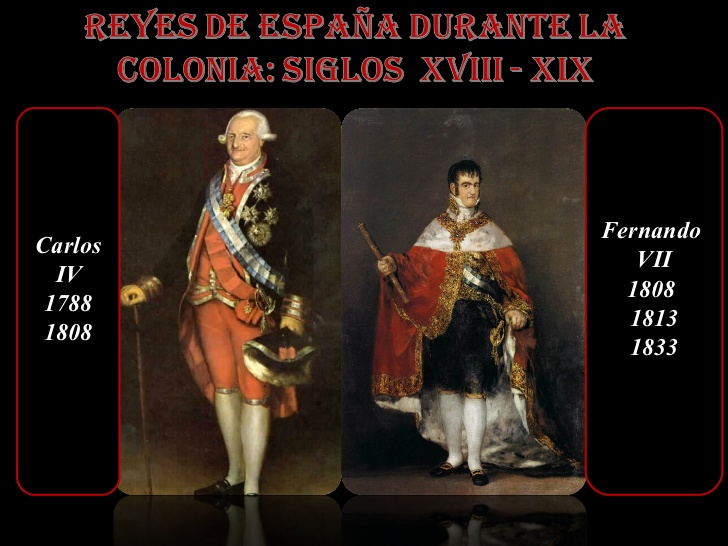 REYES DE ESPAÑA DURANTE LA
COLONIA: SIGLOS XVIII - XIX
Carlos
IV
1788
1808
Fernando
VII
1808
1813
1833